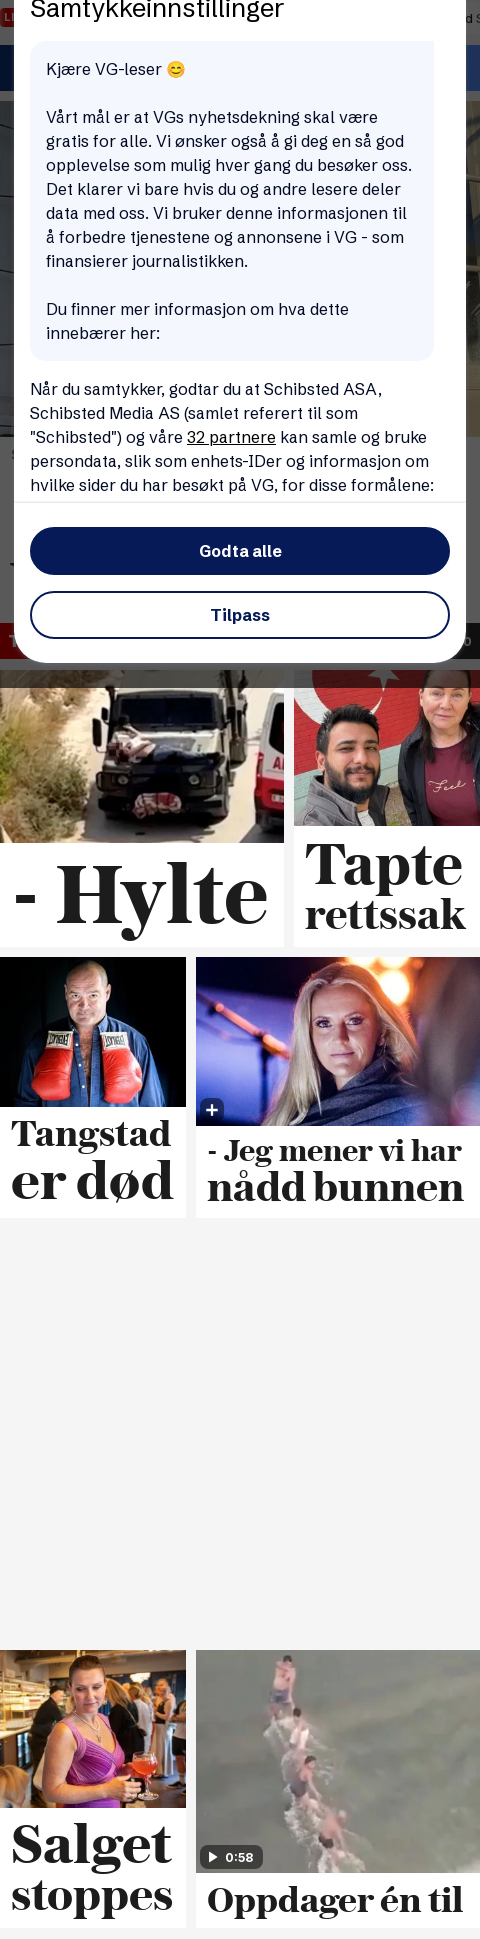 Samtykkeinnstillinger
Kjære VG-leser 😊
Vårt mål er at VGs nyhetsdekning skal være
gratis for alle. Vi ønsker også å gi deg en så god
opplevelse som mulig hver gang du besøker oss.
Det klarer vi bare hvis du og andre lesere deler
data med oss. Vi bruker denne informasjonen til
å forbedre tjenestene og annonsene i VG - som
finansierer journalistikken.
Du finner mer informasjon om hva dette
innebærer her:
Når du samtykker, godtar du at Schibsted ASA,
Schibsted Media AS (samlet referert til som
"Schibsted") og våre 32 partnere kan samle og bruke
persondata, slik som enhets-IDer og informasjon om
hvilke sider du har besøkt på VG, for disse formålene:
Godta alle
Tilpass
- Hylte
Tapte
rettssak
Tangstad
er død
- Jeg mener vi har
nådd bunnen
Salget
stoppes
0:58
Oppdager én til